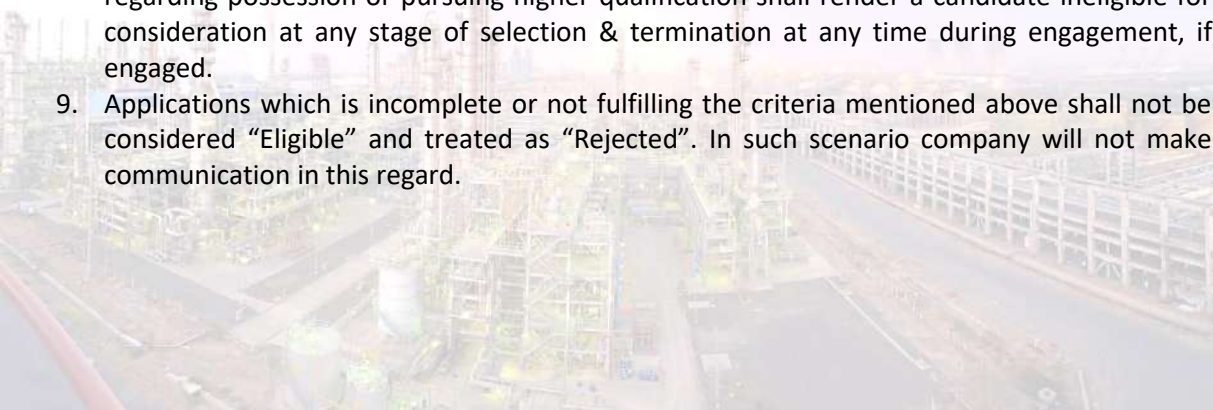 regarding possession or pursuing higher qualification shall render a candidate ineligible for
consideration at any stage of selection & termination at any time during engagement, if
engaged.
9. Applications which is incomplete or not fulfilling the criteria mentioned above shall not be
considered “Eligible” and treated as “Rejected”. In such scenario company will not make
communication in this regard.